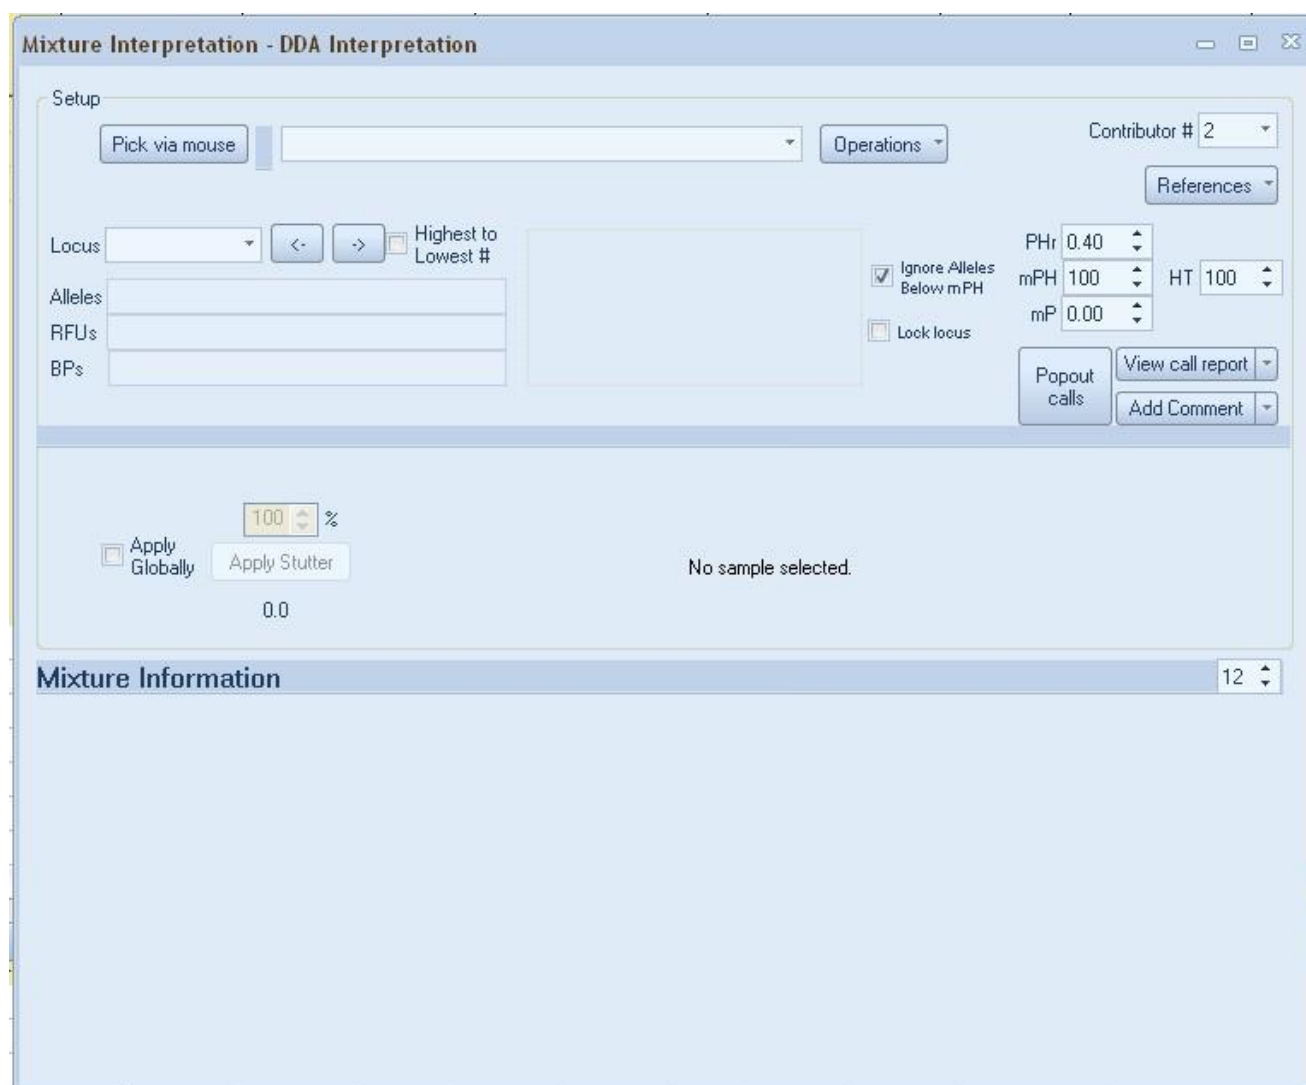 Mixture Interpretation - DDA Interpretation
Setup
Pick via mouse
Operations
Contributor # 2
References
Locus
<-
->
Highest to
Lowest #
Alleles
RFUs
BPs
Ignore Alleles
Below mPH
Lock locus
PHr 0.40
mPH 100
HT 100
mP 0.00
Popout
calls
View call report
Add Comment
100 %
Apply
Globally
Apply Stutter
0.0
No sample selected.
Mixture Information
12